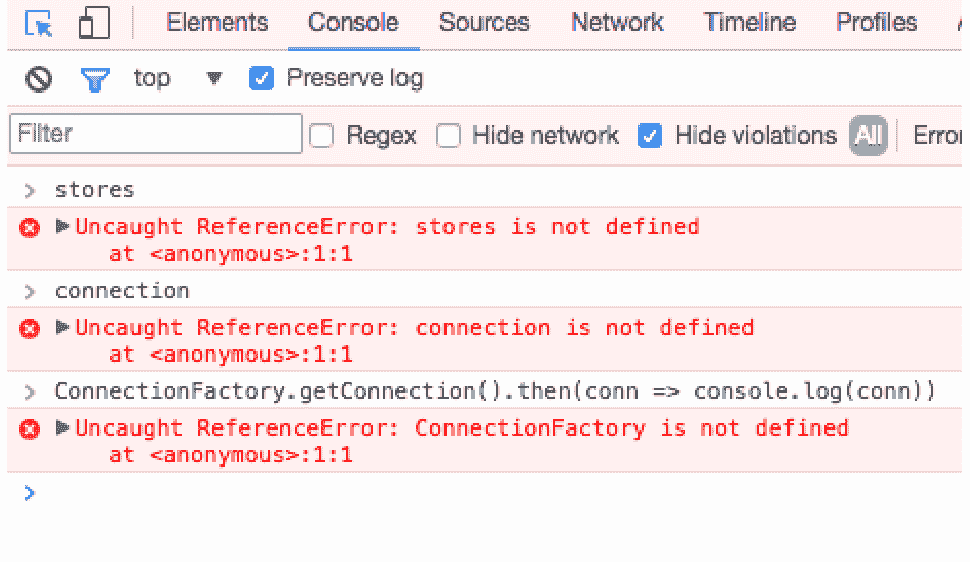 Elements Console Sources Network Timeline Profiles
top Preserve log
Filter Regex Hide network Hide violations All
> stores
Uncaught ReferenceError: stores is not defined
at <anonymous>:1:1
> connection
Uncaught ReferenceError: connection is not defined
at <anonymous>:1:1
> ConnectionFactory.getConnection().then(conn => console.log(conn))
Uncaught ReferenceError: ConnectionFactory is not defined
at <anonymous>:1:1
>